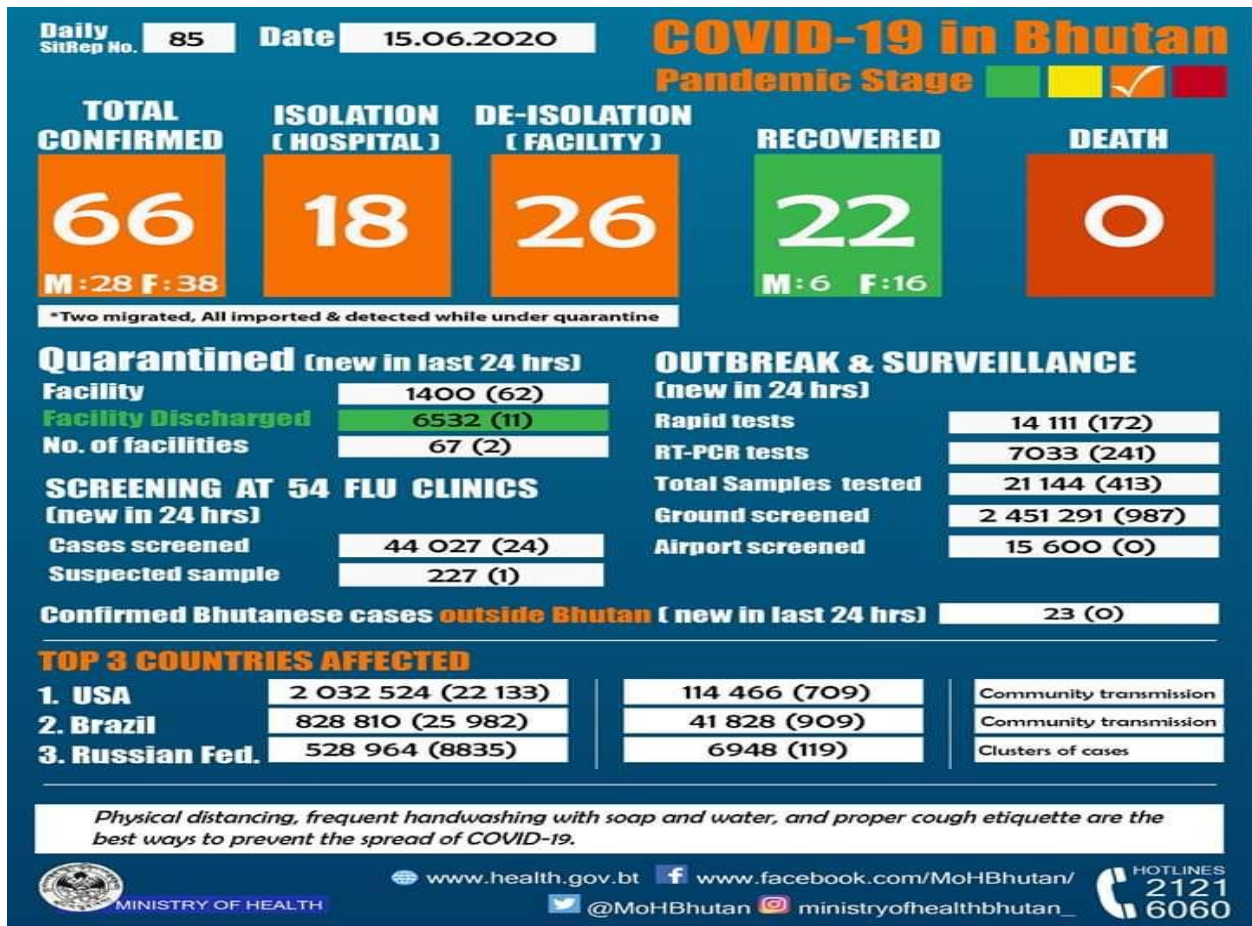 Daily
SitRep No. 85 Date 15.06.2020
COVID-19 in Bhutan
Pandemic Stage
TOTAL CONFIRMED
66
M:28 F:38
ISOLATION
(HOSPITAL)
18
DE-ISOLATION
(FACILITY)
26
RECOVERED
22
M:6 F:16
DEATH
0
*Two migrated, All imported & detected while under quarantine
Quarantined (new in last 24 hrs)
Facility 1400 (62)
Facility Discharged 6532 (11)
No. of facilities 67 (2)
SCREENING AT 54 FLU CLINICS
(new in 24 hrs)
Cases screened 44 027 (24)
Suspected sample 227 (1)
OUTBREAK & SURVEILLANCE
(new in 24 hrs)
Rapid tests 14 111 (172)
RT-PCR tests 7033 (241)
Total Samples tested 21 144 (413)
Ground screened 2 451 291 (987)
Airport screened 15 600 (0)
Confirmed Bhutanese cases outside Bhutan (new in last 24 hrs) 23 (0)
TOP 3 COUNTRIES AFFECTED
1. USA 2 032 524 (22 133) 114 466 (709) Community transmission
2. Brazil 828 810 (25 982) 41 828 (909) Community transmission
3. Russian Fed. 528 964 (8835) 6948 (119) Clusters of cases
Physical distancing, frequent handwashing with soap and water, and proper cough etiquette are the
best ways to prevent the spread of COVID-19.
MINISTRY OF HEALTH
www.health.gov.bt www.facebook.com/MoHBhutan/
@MoHBhutan ministryofhealthbhutan_
HOTLINES
2121
6060